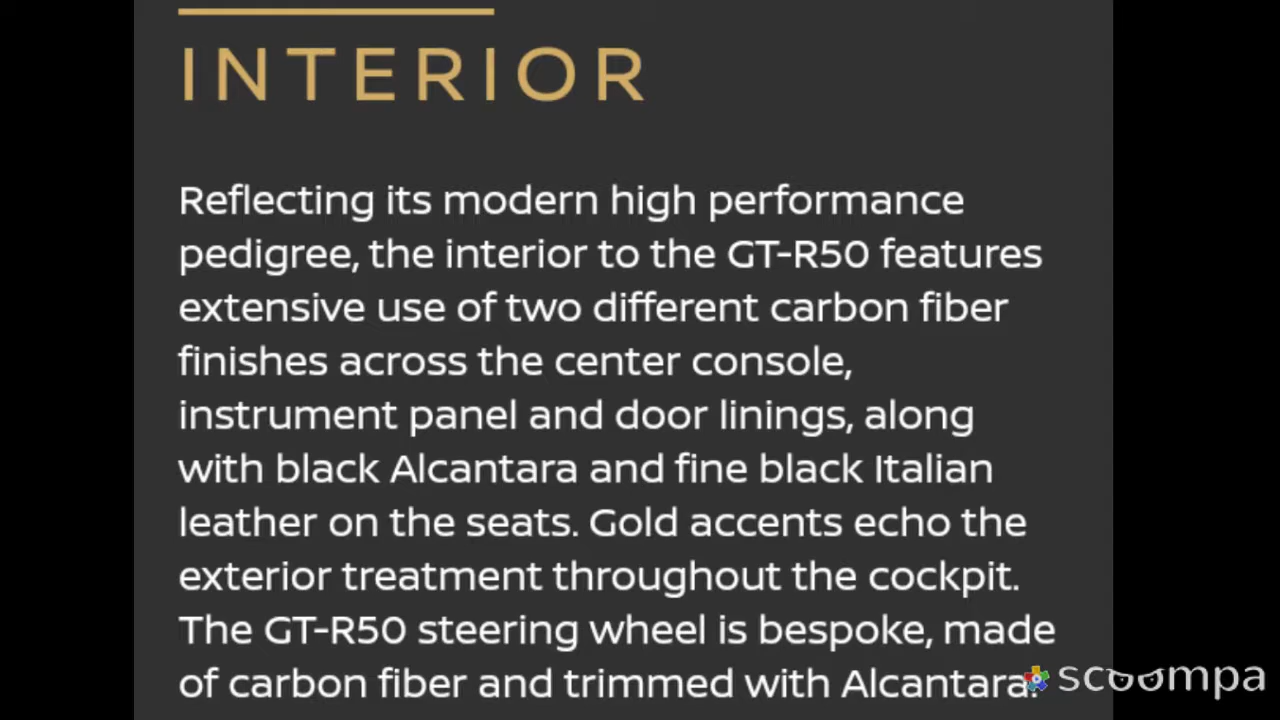 INTERIOR
Reflecting its modern high performance
pedigree, the interior to the GT-R50 features
extensive use of two different carbon fiber
finishes across the center console,
instrument panel and door linings, along
with black Alcantara and fine black Italian
leather on the seats. Gold accents echo the
exterior treatment throughout the cockpit.
The GT-R50 steering wheel is bespoke, made
of carbon fiber and trimmed with Alcantara.
scoompa